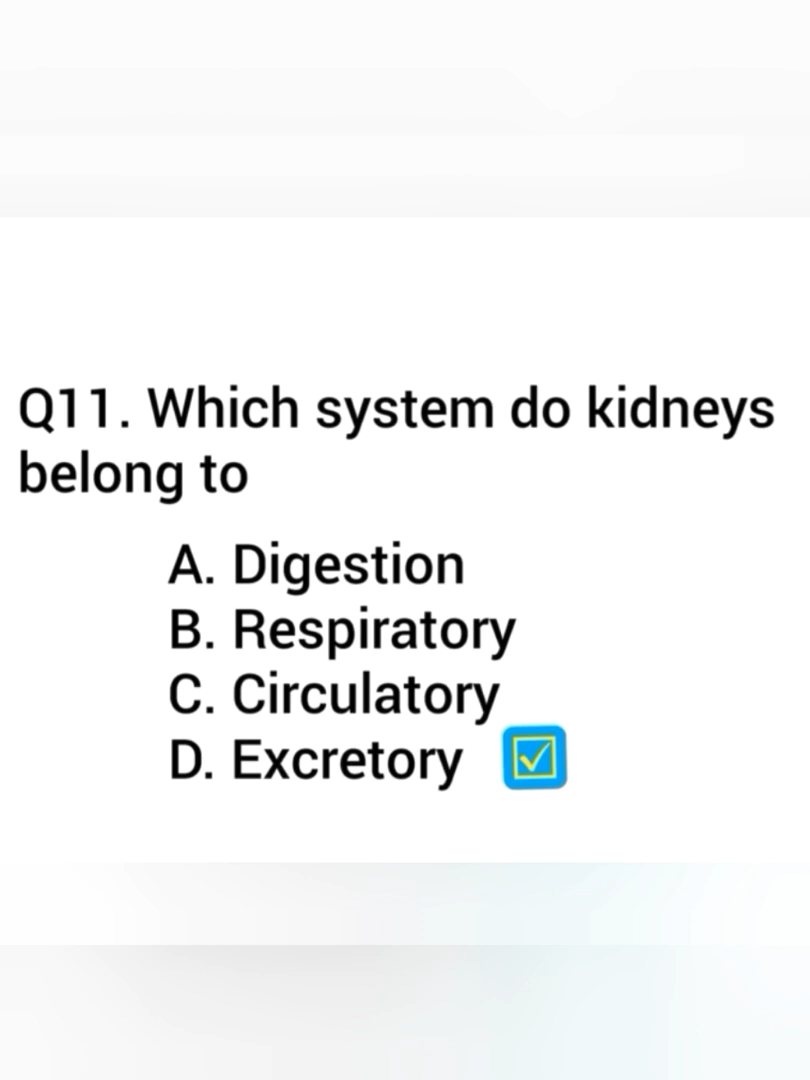 Q11. Which system do kidneys
belong to
A. Digestion
B. Respiratory
C. Circulatory
D. Excretory